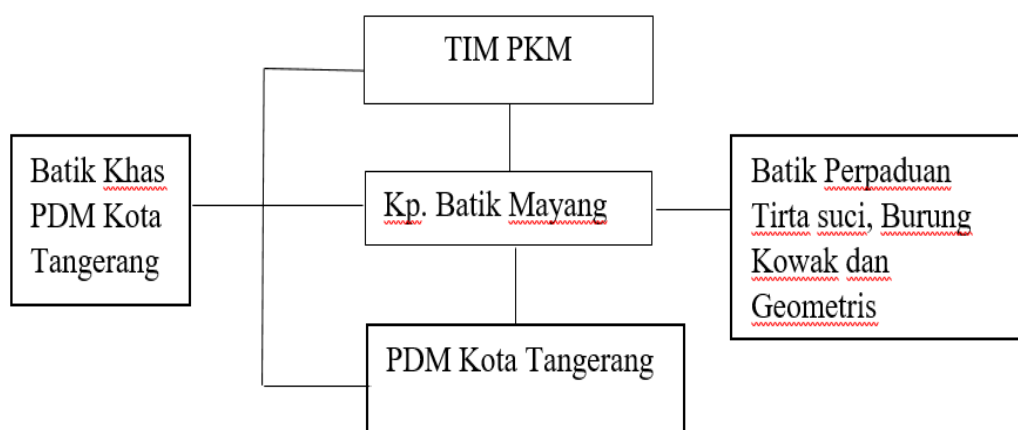 TIM PKM
Batik Khas
PDM Kota
Tangerang
Kp. Batik Mayang
Batik Perpaduan
Tirta suci, Burung
Kowak dan
Geometris
PDM Kota Tangerang